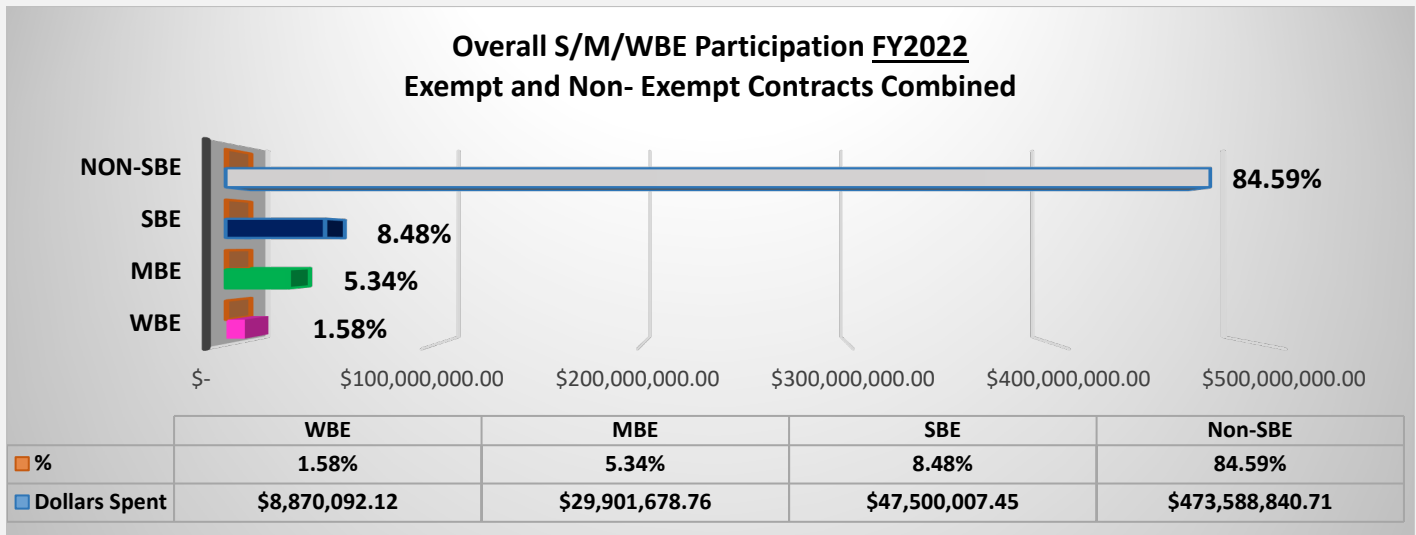 Overall S/M/WBE Participation FY2022
Exempt and Non- Exempt Contracts Combined
NON-SBE
84.59%
SBE
8.48%
MBE
5.34%
WBE
1.58%
$- $100,000,000.00 $200,000,000.00 $300,000,000.00 $400,000,000.00 $500,000,000.00
WBE MBE SBE Non-SBE
% 1.58% 5.34% 8.48% 84.59%
Dollars Spent $8,870,092.12 $29,901,678.76 $47,500,007.45 $473,588,840.71